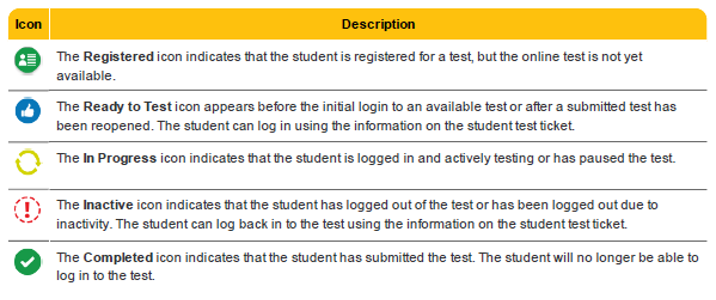 Icon Description
The Registered icon indicates that the student is registered for a test, but the online test is not yet
available.
The Ready to Test icon appears before the initial login to an available test or after a submitted test has
been reopened. The student can log in using the information on the student test ticket.
The In Progress icon indicates that the student is logged in and actively testing or has paused the test.
The Inactive icon indicates that the student has logged out of the test or has been logged out due to
inactivity. The student can log back in to the test using the information on the student test ticket.
The Completed icon indicates that the student has submitted the test. The student will no longer be able to
log in to the test.